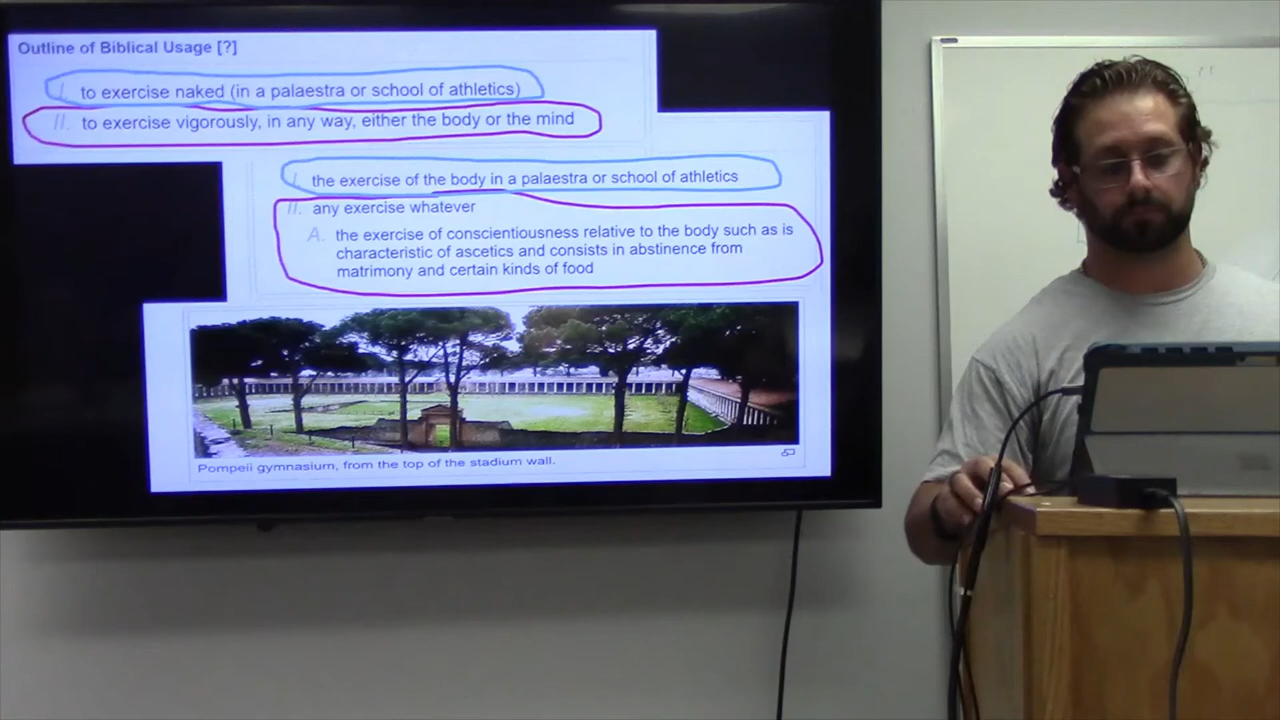 Outline of Biblical Usage [?]
I. to exercise naked (in a palaestra or school of athletics)
II. to exercise vigorously, in any way, either the body or the mind
I. the exercise of the body in a palaestra or school of athletics
II. any exercise whatever
A. the exercise of conscientiousness relative to the body such as is
characteristic of ascetics and consists in abstinence from
matrimony and certain kinds of food
Pompeii gymnasium, from the top of the stadium wall.